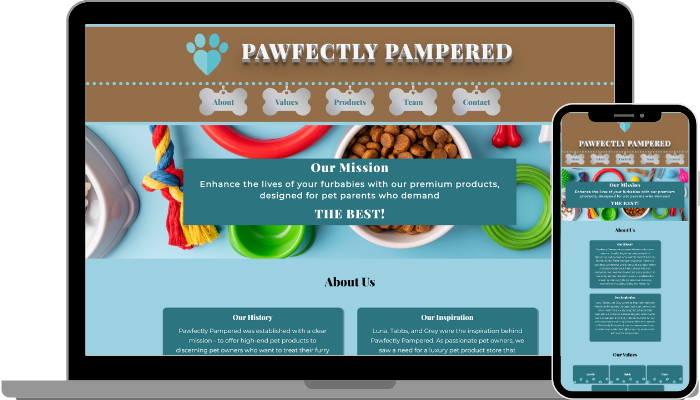 PAWFECTLY PAMPERED
About Values Products Team Contact
Our Mission
Enhance the lives of your furbabies with our premium products,
designed for pet parents who demand
THE BEST!
About Us
Our History
Pawfectly Pampered was established with a clear
mission - to offer high-end pet products to
discerning pet owners who want to treat their furry
Our Inspiration
Luna, Tabbs, and Grey were the inspiration behind
Pawfectly Pampered. As passionate pet owners, we
saw a need for a luxury pet product store that
PAWFECTLY PAMPERED
Our Mission
Enhance the lives of your furbabies with our premium
products, designed for pet parents who demand
THE BEST!
About Us
Our History
Our Inspiration
Our Values